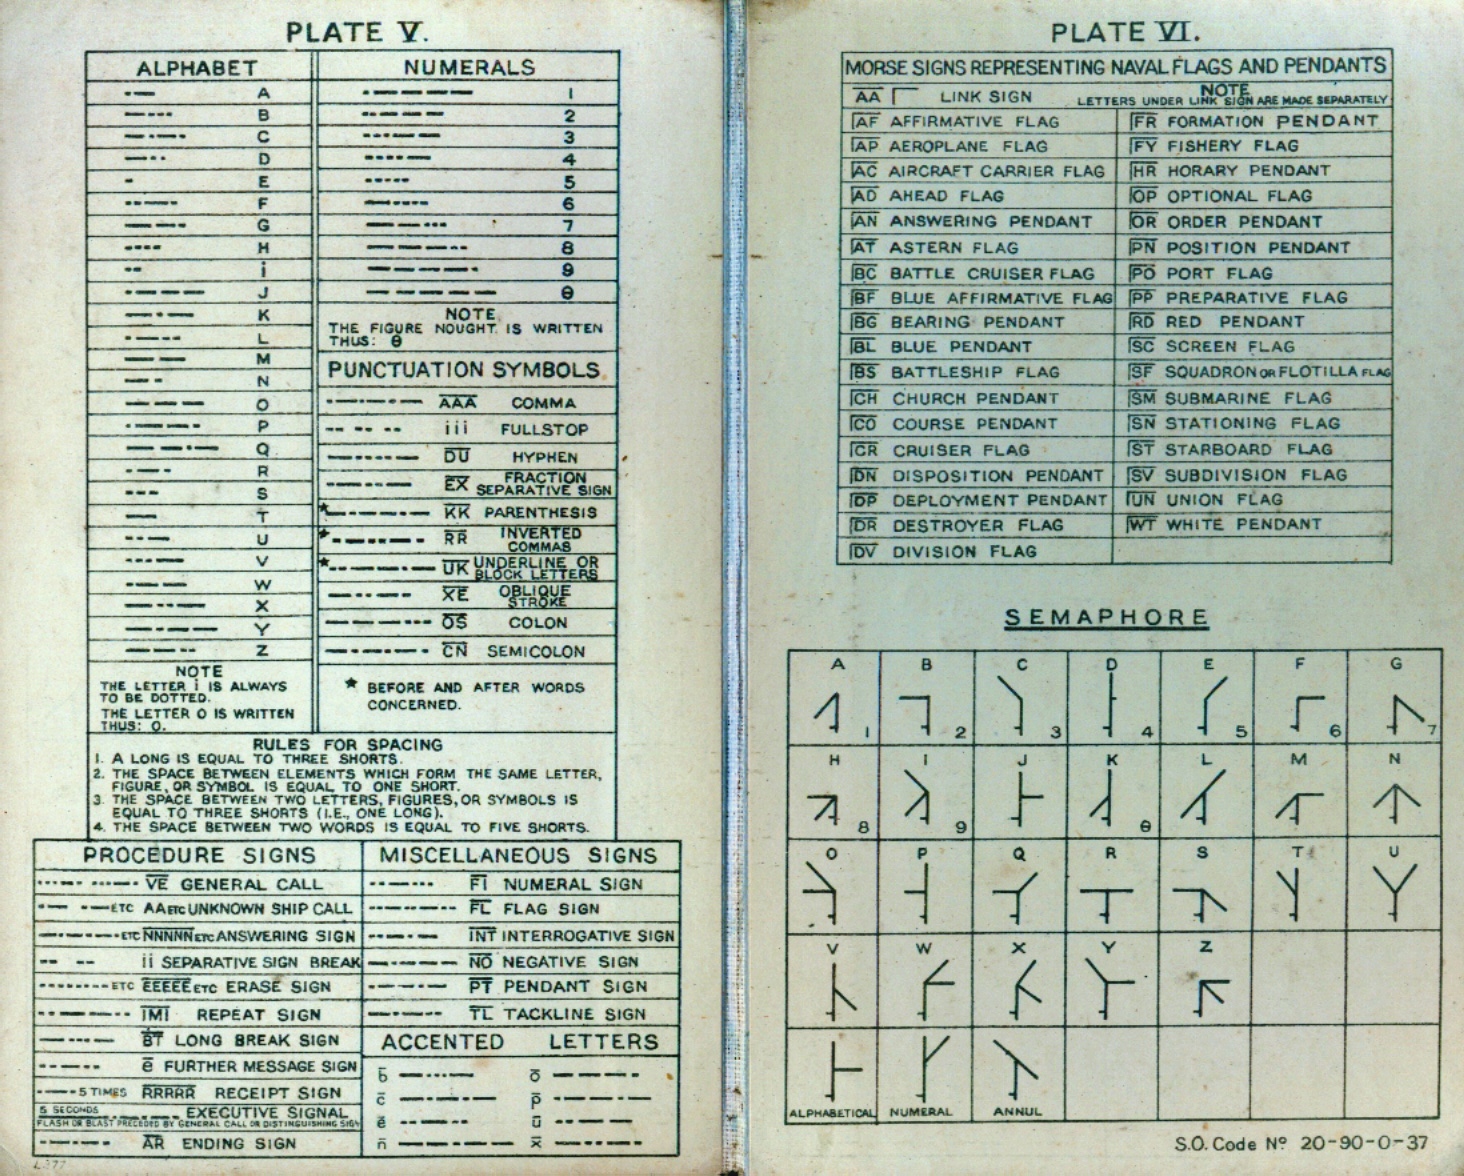 PLATE V.
ALPHABET
A
B
C
D
E
F
G
H
i
J
K
L
M
N
O
P
Q
R
S
T
U
V
W
X
Y
Z
NOTE
THE LETTER i IS ALWAYS
TO BE DOTTED.
THE LETTER O IS WRITTEN
THUS: O.
NUMERALS
1
2
3
4
5
6
7
8
9
θ
NOTE
THE FIGURE NOUGHT IS WRITTEN
THUS: θ
PUNCTUATION SYMBOLS
AAA COMMA
iii FULLSTOP
DU HYPHEN
EX FRACTION
SEPARATIVE SIGN
★ KK PARENTHESIS
★ RR INVERTED
COMMAS
★ UK UNDERLINE OR
BLOCK LETTERS
XE OBLIQUE
STROKE
OS COLON
CN SEMICOLON
★ BEFORE AND AFTER WORDS
CONCERNED.
RULES FOR SPACING
1. A LONG IS EQUAL TO THREE SHORTS.
2. THE SPACE BETWEEN ELEMENTS WHICH FORM THE SAME LETTER,
FIGURE, OR SYMBOL IS EQUAL TO ONE SHORT.
3. THE SPACE BETWEEN TWO LETTERS, FIGURES, OR SYMBOLS IS
EQUAL TO THREE SHORTS (I.E., ONE LONG).
4. THE SPACE BETWEEN TWO WORDS IS EQUAL TO FIVE SHORTS.
PROCEDURE SIGNS
VE GENERAL CALL
ETC AA ETC UNKNOWN SHIP CALL
ETC NNNNN ETC ANSWERING SIGN
ii SEPARATIVE SIGN BREAK
ETC EEEEE ETC ERASE SIGN
IMI REPEAT SIGN
BT LONG BREAK SIGN
ē FURTHER MESSAGE SIGN
5 TIMES RRRRR RECEIPT SIGN
5 SECONDS EXECUTIVE SIGNAL
FLASH OR BLAST PRECEDED BY GENERAL CALL OR DISTINGUISHING SIGN
AR ENDING SIGN
MISCELLANEOUS SIGNS
FI NUMERAL SIGN
FL FLAG SIGN
INT INTERROGATIVE SIGN
NO NEGATIVE SIGN
PT PENDANT SIGN
TL TACKLINE SIGN
ACCENTED LETTERS
b̄ ō
c̄ p̄
ē ū
n̄ x̄
PLATE VI.
MORSE SIGNS REPRESENTING NAVAL FLAGS AND PENDANTS
AA LINK SIGN
NOTE
LETTERS UNDER LINK SIGN ARE MADE SEPARATELY
AF AFFIRMATIVE FLAG
AP AEROPLANE FLAG
AC AIRCRAFT CARRIER FLAG
AD AHEAD FLAG
AN ANSWERING PENDANT
AT ASTERN FLAG
BC BATTLE CRUISER FLAG
BF BLUE AFFIRMATIVE FLAG
BG BEARING PENDANT
BL BLUE PENDANT
BS BATTLESHIP FLAG
CH CHURCH PENDANT
CO COURSE PENDANT
CR CRUISER FLAG
DN DISPOSITION PENDANT
DP DEPLOYMENT PENDANT
DR DESTROYER FLAG
DV DIVISION FLAG
FR FORMATION PENDANT
FY FISHERY FLAG
HR HORARY PENDANT
OP OPTIONAL FLAG
OR ORDER PENDANT
PN POSITION PENDANT
PO PORT FLAG
PP PREPARATIVE FLAG
RD RED PENDANT
SC SCREEN FLAG
SF SQUADRON OR FLOTILLA FLAG
SM SUBMARINE FLAG
SN STATIONING FLAG
ST STARBOARD FLAG
SV SUBDIVISION FLAG
UN UNION FLAG
WT WHITE PENDANT
SEMAPHORE
A B C D E F G
1 2 3 4 5 6 7
H I J K L M N
8 9 θ
O P Q R S T U
V W X Y Z
ALPHABETICAL NUMERAL ANNUL
S.O. Code Nº 20-90-0-37